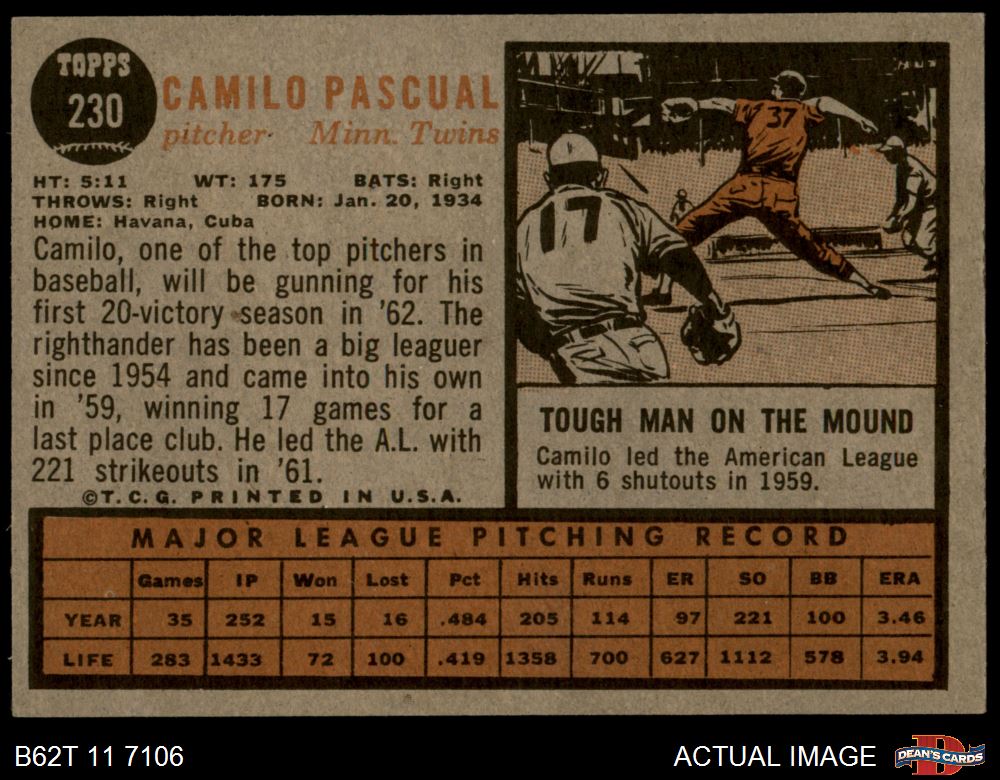 TOPPS
230
CAMILO PASCUAL
pitcher Minn. Twins
HT: 5:11 WT: 175 BATS: Right
THROWS: Right BORN: Jan. 20, 1934
HOME: Havana, Cuba
Camilo, one of the top pitchers in
baseball, will be gunning for his
first 20-victory season in '62. The
righthander has been a big leaguer
since 1954 and came into his own
in '59, winning 17 games for a
last place club. He led the A.L. with
221 strikeouts in '61.
©T.C.G. PRINTED IN U.S.A.
37
17
TOUGH MAN ON THE MOUND
Camilo led the American League
with 6 shutouts in 1959.
MAJOR LEAGUE PITCHING RECORD
Games IP Won Lost Pct Hits Runs ER SO BB ERA
YEAR 35 252 15 16 .484 205 114 97 221 100 3.46
LIFE 283 1433 72 100 .419 1358 700 627 1112 578 3.94
B62T 11 7106
ACTUAL IMAGE
D
DEAN'S CARDS